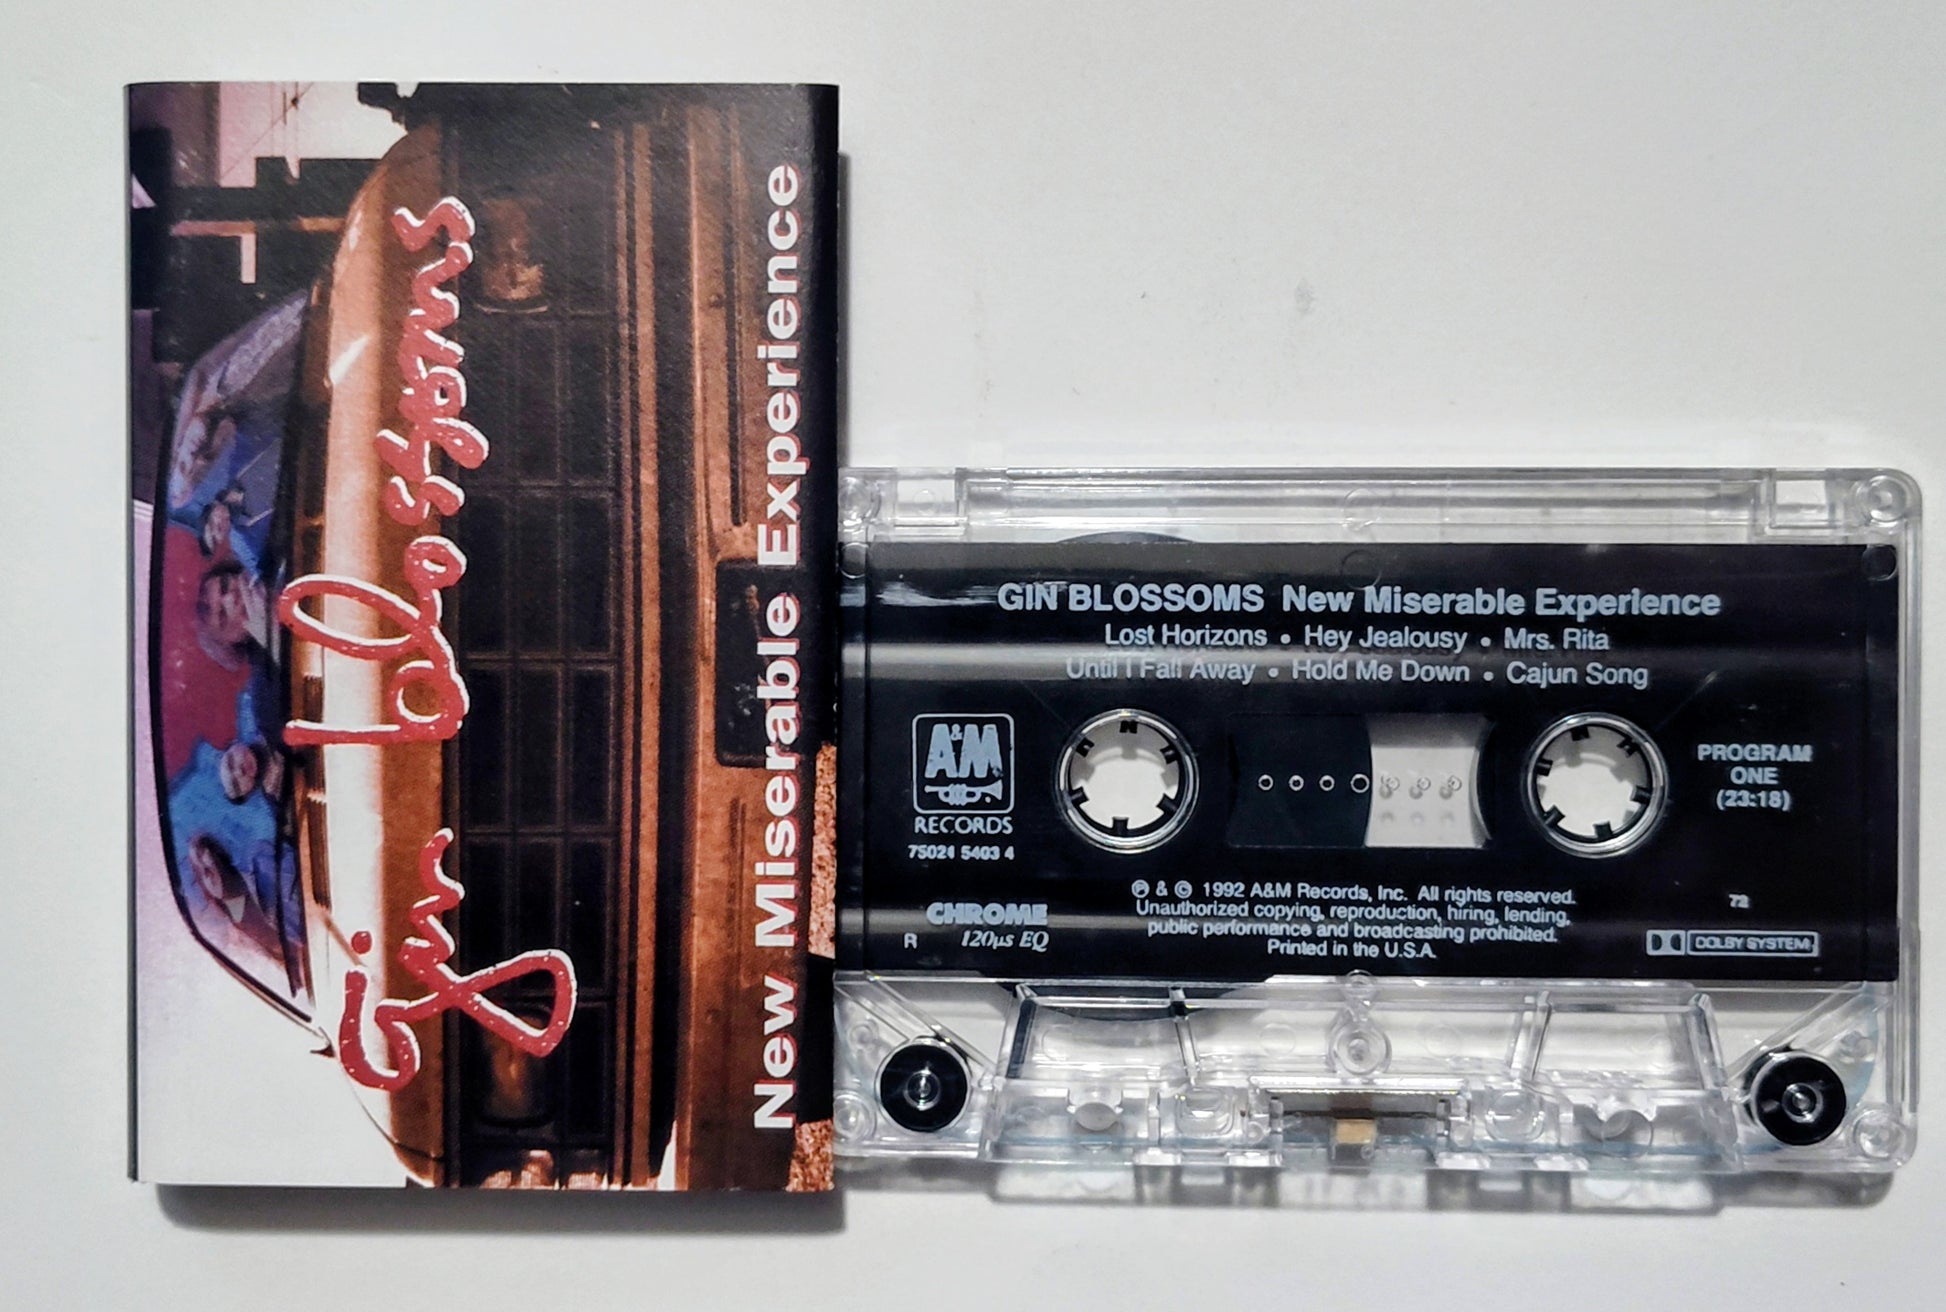 gin blossoms
New Miserable Experience
GIN BLOSSOMS New Miserable Experience
Lost Horizons • Hey Jealousy • Mrs. Rita
Until I Fall Away • Hold Me Down • Cajun Song
A&M
RECORDS
75021 5403 4
PROGRAM
ONE
(23:18)
CHROME
120µs EQ
R
℗ & © 1992 A&M Records, Inc. All rights reserved.
Unauthorized copying, reproduction, hiring, lending,
public performance and broadcasting prohibited.
Printed in the U.S.A.
72
DOLBY SYSTEM